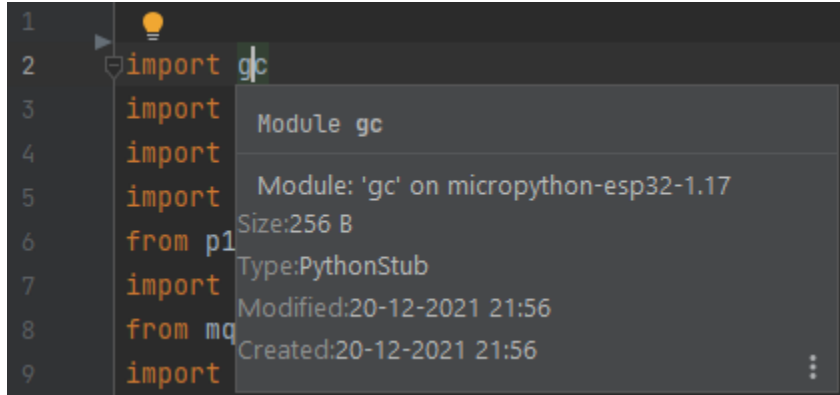 1
2 import gc
3 import
4 import
5 import
6 from p1
7 import
8 from mq
9 import
Module gc
Module: 'gc' on micropython-esp32-1.17
Size:256 B
Type:PythonStub
Modified:20-12-2021 21:56
Created:20-12-2021 21:56